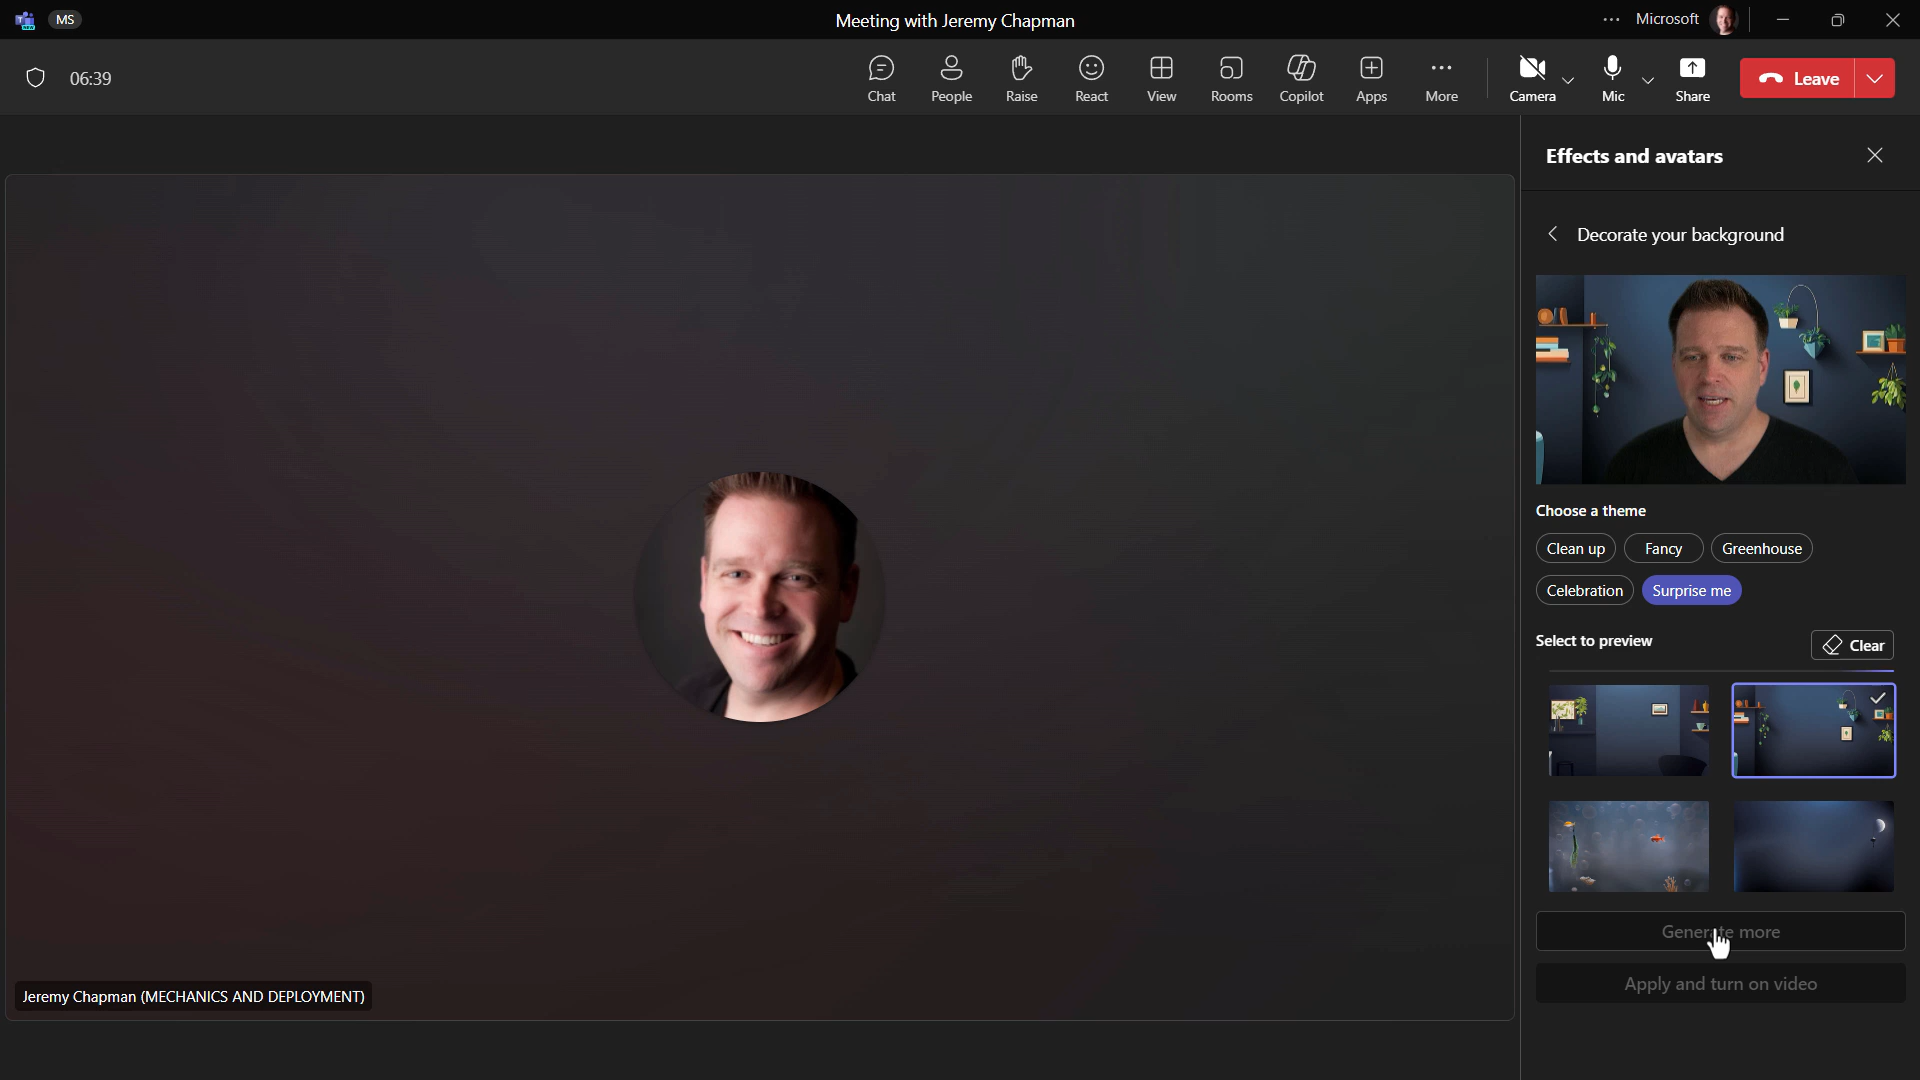 MS
Meeting with Jeremy Chapman
Microsoft
06:39
Chat
People
Raise
React
View
Rooms
Copilot
Apps
More
Camera
Mic
Share
Leave
Effects and avatars
Decorate your background
Choose a theme
Clean up
Fancy
Greenhouse
Celebration
Surprise me
Select to preview
Clear
Generate more
Apply and turn on video
Jeremy Chapman (MECHANICS AND DEPLOYMENT)